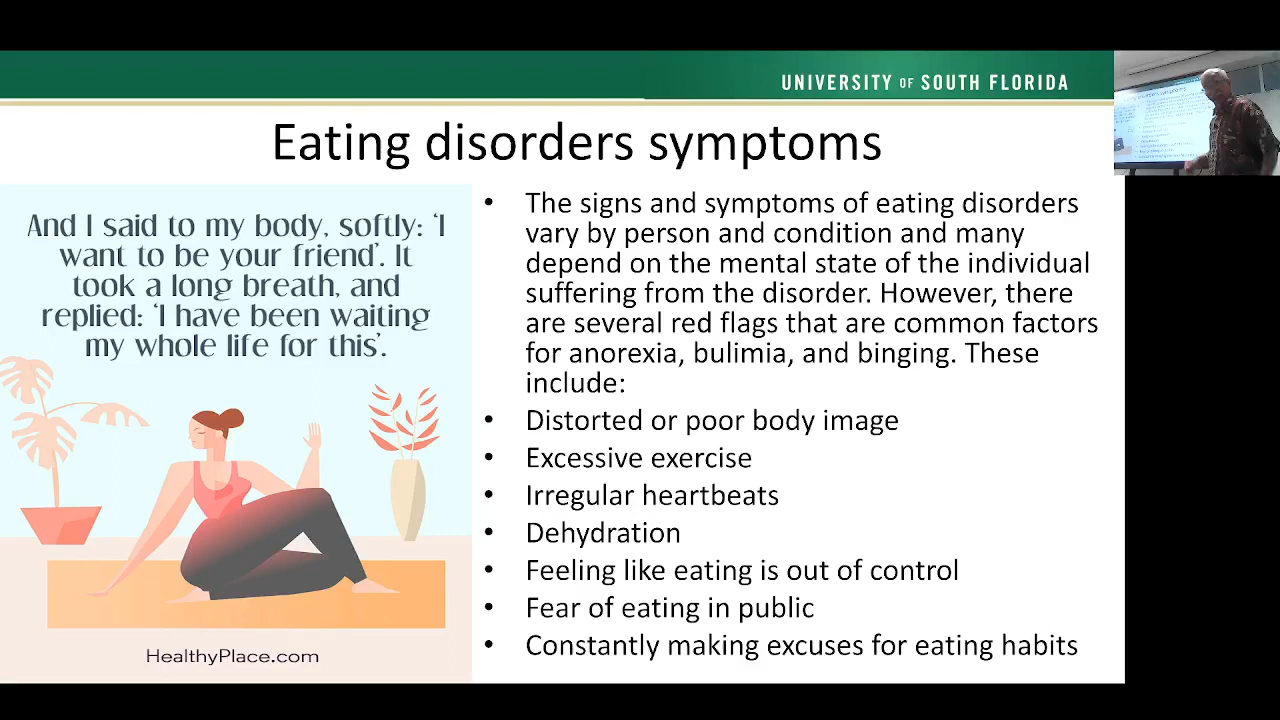 UNIVERSITY OF SOUTH FLORIDA
Eating disorders symptoms
And I said to my body, softly: ‘I
want to be your friend’. It
took a long breath, and
replied: ‘I have been waiting
my whole life for this’.
HealthyPlace.com
• The signs and symptoms of eating disorders
vary by person and condition and many
depend on the mental state of the individual
suffering from the disorder. However, there
are several red flags that are common factors
for anorexia, bulimia, and binging. These
include:
• Distorted or poor body image
• Excessive exercise
• Irregular heartbeats
• Dehydration
• Feeling like eating is out of control
• Fear of eating in public
• Constantly making excuses for eating habits